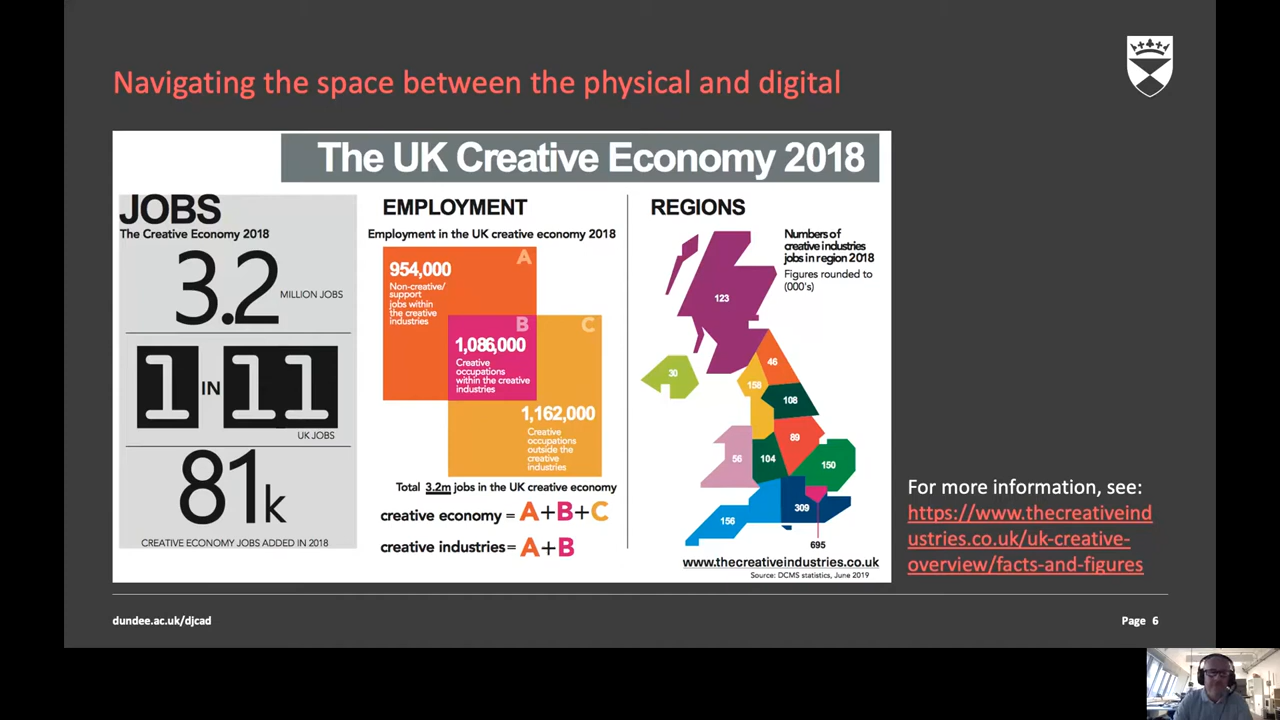 Navigating the space between the physical and digital
The UK Creative Economy 2018
JOBS
The Creative Economy 2018
3.2
MILLION JOBS
1 IN 11
UK JOBS
81k
CREATIVE ECONOMY JOBS ADDED IN 2018
EMPLOYMENT
Employment in the UK creative economy 2018
A
954,000
Non-creative/
support
jobs within
the creative
industries
B
1,086,000
Creative
occupations
within the creative
industries
C
1,162,000
Creative
occupations
outside the
creative
industries
Total 3.2m jobs in the UK creative economy
creative economy = A+B+C
creative industries= A+B
REGIONS
Numbers of
creative industries
jobs in region 2018
Figures rounded to
(000's)
123
30
46
158
108
89
56
104
150
156
309
695
www.thecreativeindustries.co.uk
Source: DCMS statistics, June 2019
For more information, see:
https://www.thecreativeind
ustries.co.uk/uk-creative-
overview/facts-and-figures
dundee.ac.uk/djcad
Page 6